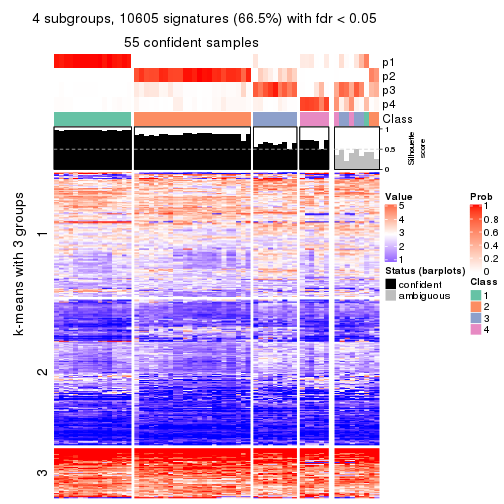 4 subgroups, 10605 signatures (66.5%) with fdr < 0.05
55 confident samples
p1
p2
p3
p4
Class
1
0.5
0
Silhouette
score
k-means with 3 groups
1
2
3
Value
5
4
3
2
1
Status (barplots)
confident
ambiguous
Prob
1
0.8
0.6
0.4
0.2
0
Class
1
2
3
4